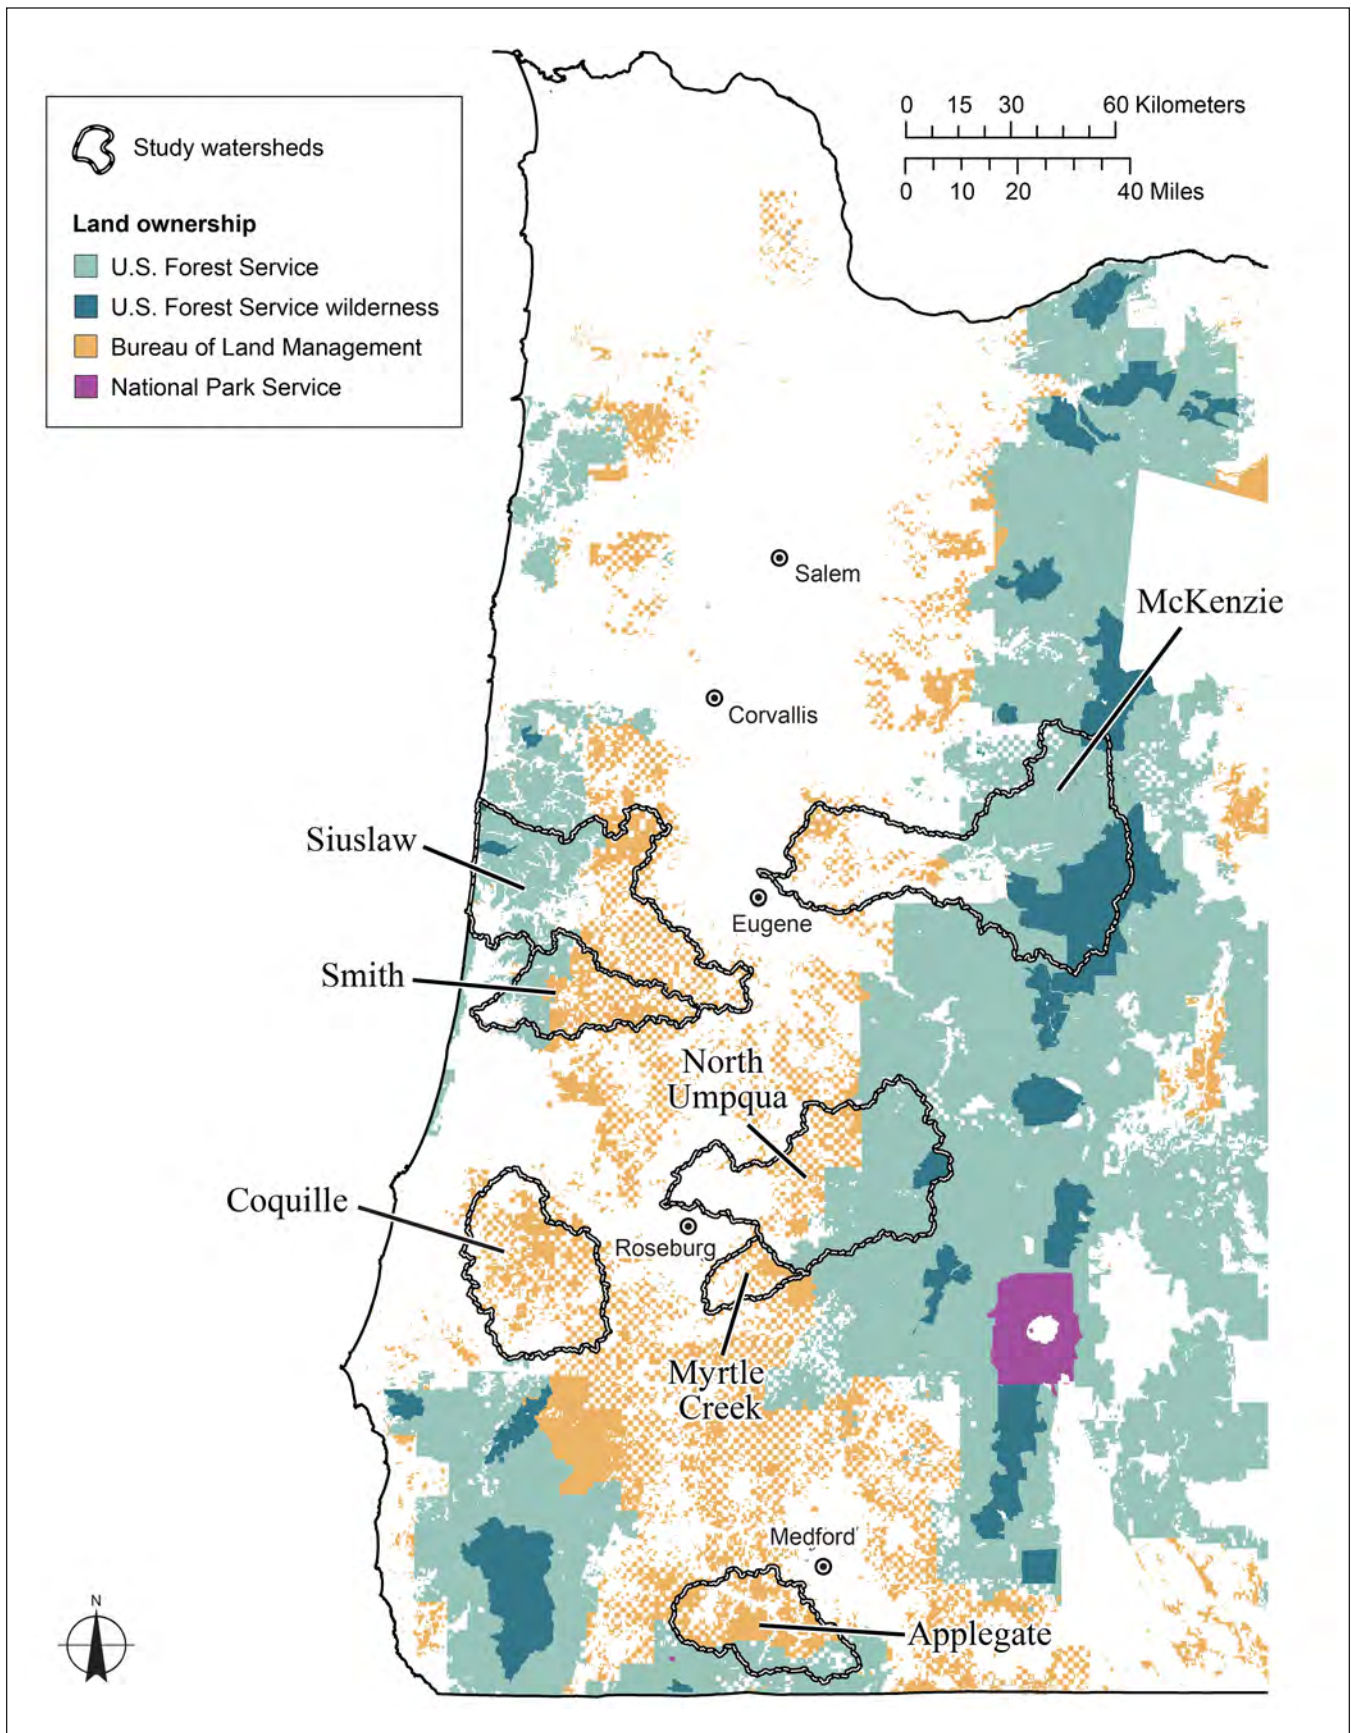 0 15 30 60 Kilometers
0 10 20 40 Miles
Study watersheds
Land ownership
U.S. Forest Service
U.S. Forest Service wilderness
Bureau of Land Management
National Park Service
Salem
McKenzie
Corvallis
Siuslaw
Eugene
Smith
North
Umpqua
Coquille
Roseburg
Myrtle
Creek
Medford
N
Applegate